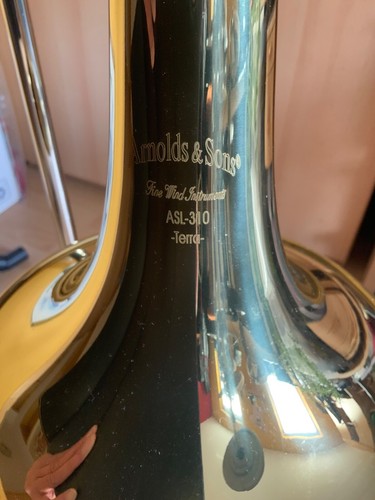 Arnolds & Sons®
Fine Wind Instruments
ASL-310
-Terra-